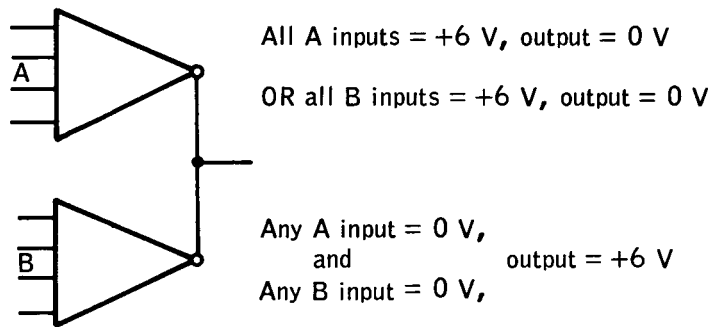 All A inputs = +6 V, output = 0 V
A
OR all B inputs = +6 V, output = 0 V
Any A input = 0 V,
and output = +6 V
B
Any B input = 0 V,